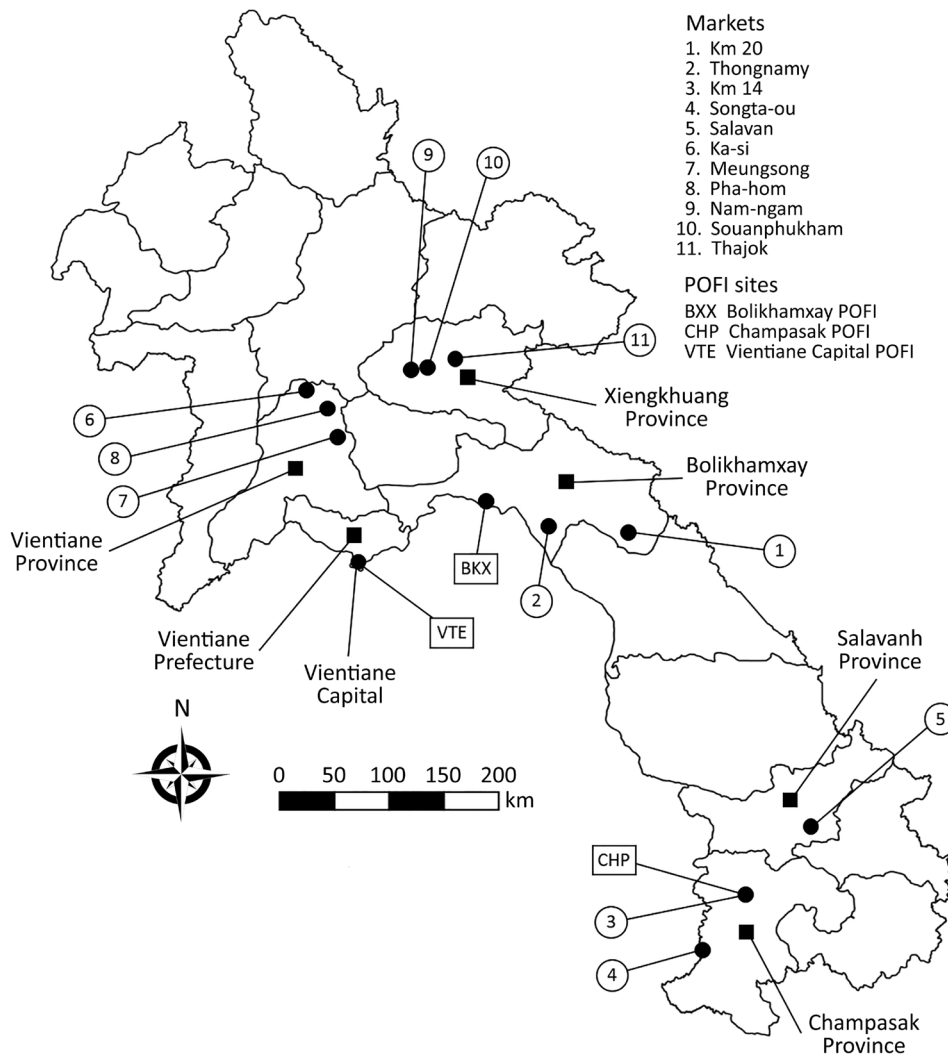 Markets
1. Km 20
2. Thongnamy
3. Km 14
4. Songta-ou
5. Salavan
6. Ka-si
7. Meungsong
8. Pha-hom
9. Nam-ngam
10. Souanphukham
11. Thajok
POFI sites
BXX Bolikhamxay POFI
CHP Champasak POFI
VTE Vientiane Capital POFI
9
10
11
Xiengkhuang
Province
6
8
7
Bolikhamxay
Province
Vientiane
Province
BKX
1
2
VTE
Vientiane
Prefecture
Vientiane
Capital
Salavanh
Province
N
5
0 50 100 150 200
km
CHP
3
4
Champasak
Province